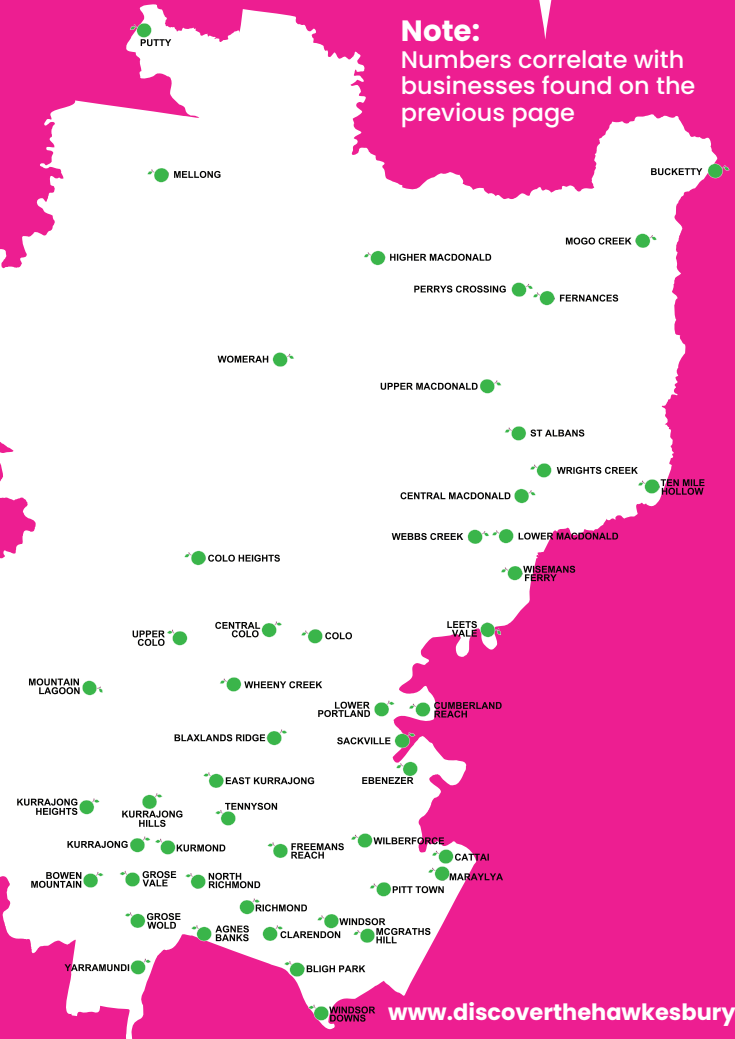 Note:
Numbers correlate with
businesses found on the
previous page
PUTTY
BUCKETTY
MELLONG
MOGO CREEK
HIGHER MACDONALD
PERRYS CROSSING
FERNANCES
WOMERAH
UPPER MACDONALD
ST ALBANS
WRIGHTS CREEK
TEN MILE
HOLLOW
CENTRAL MACDONALD
WEBBS CREEK
LOWER MACDONALD
COLO HEIGHTS
WISEMANS
FERRY
UPPER
COLO
CENTRAL
COLO
COLO
LEETS
VALE
MOUNTAIN
LAGOON
WHEENY CREEK
LOWER
PORTLAND
CUMBERLAND
REACH
BLAXLANDS RIDGE
SACKVILLE
EAST KURRAJONG
EBENEZER
KURRAJONG
HEIGHTS
KURRAJONG
HILLS
TENNYSON
KURRAJONG
KURMOND
FREEMANS
REACH
WILBERFORCE
CATTAI
MARAYLYA
BOWEN
MOUNTAIN
GROSE
VALE
NORTH
RICHMOND
PITT TOWN
RICHMOND
GROSE
WOLD
AGNES
BANKS
CLARENDON
WINDSOR
MCGRATHS
HILL
YARRAMUNDI
BLIGH PARK
WINDSOR
DOWNS
www.discoverthehawkesbury